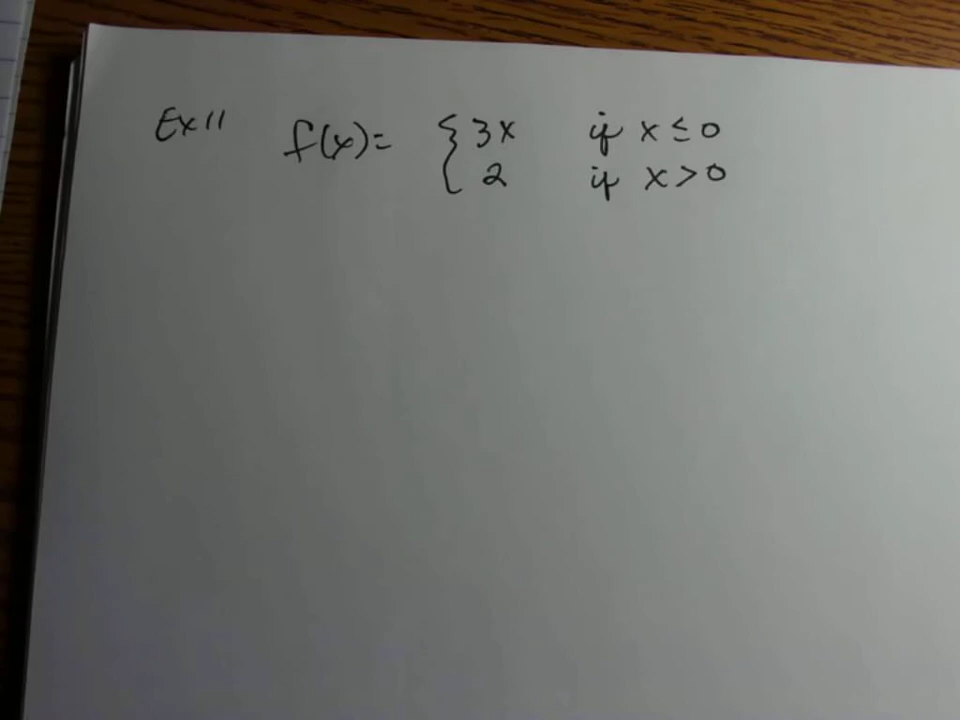 Ex 11 f(x) = { 3x if x ≤ 0
2 if x > 0